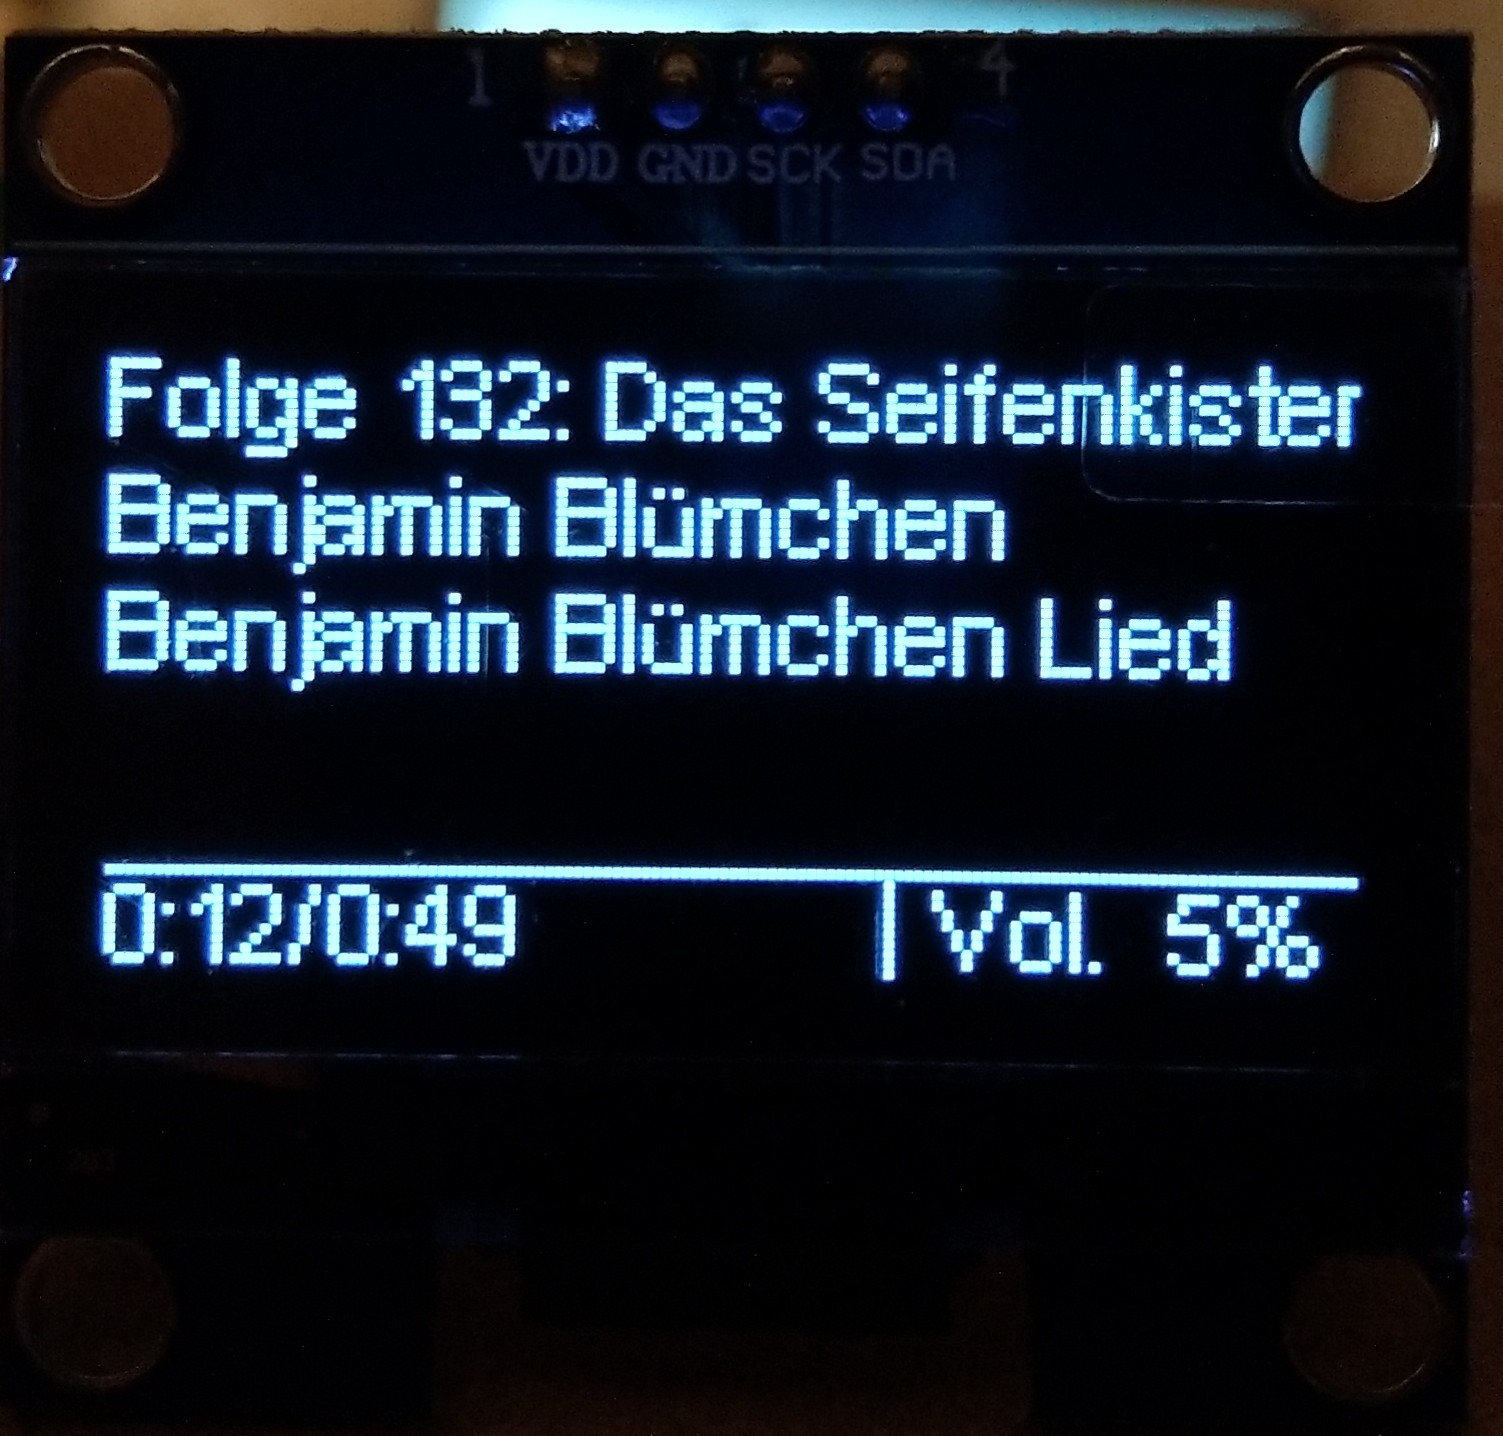 1 4
VDD GND SCK SDA
Folge 132: Das Seifenkister
Benjamin Blümchen
Benjamin Blümchen Lied
0:12/0:49 | Vol. 5%